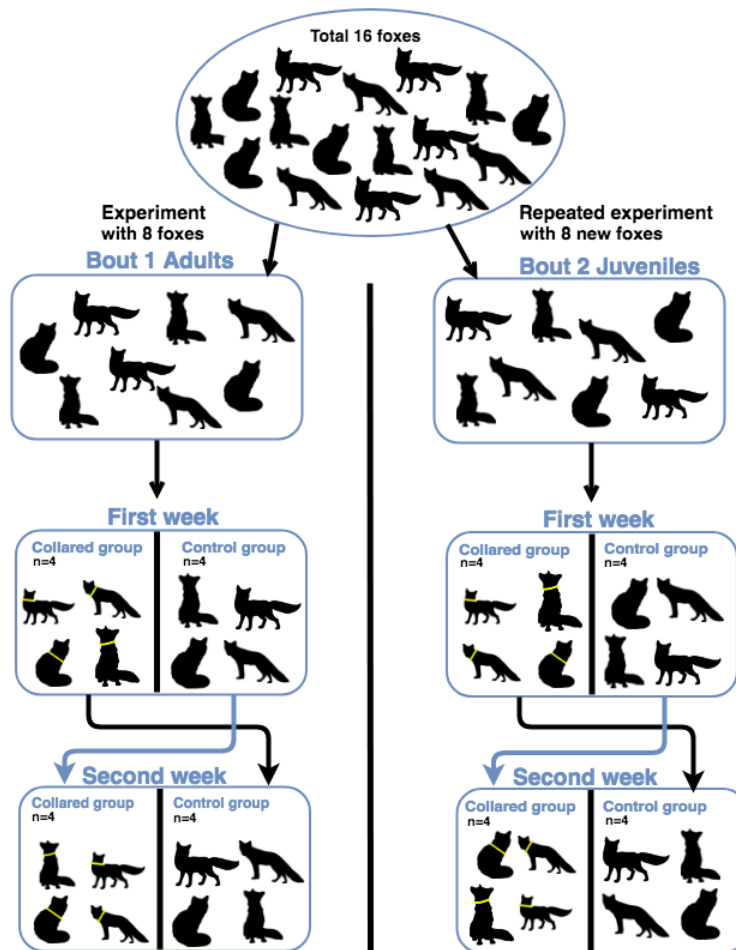 Total 16 foxes
Experiment
with 8 foxes
Repeated experiment
with 8 new foxes
Bout 1 Adults
Bout 2 Juveniles
First week
Collared group
n=4
Control group
n=4
First week
Collared group
n=4
Control group
n=4
Second week
Collared group
n=4
Control group
n=4
Second week
Collared group
n=4
Control group
n=4